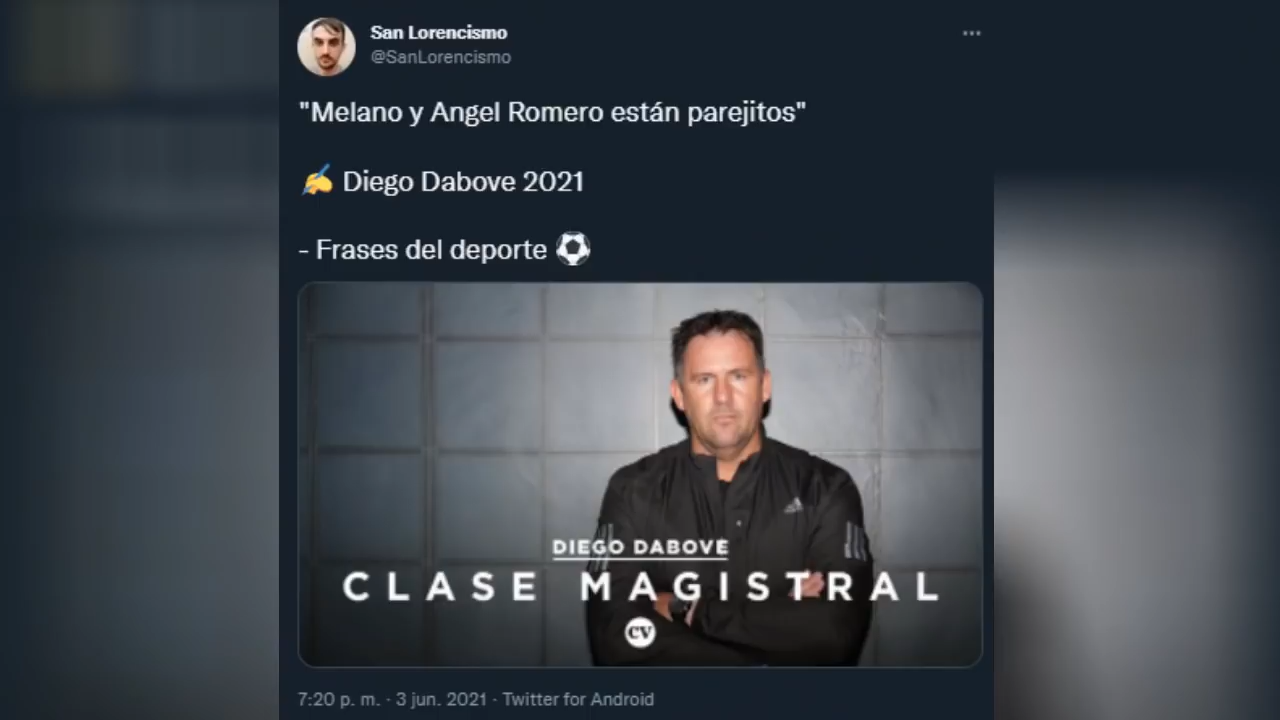 San Lorencismo
@SanLorencismo
"Melano y Angel Romero están parejitos"
✍ Diego Dabove 2021
- Frases del deporte ⚽
DIEGO DABOVE
CLASE MAGISTRAL
CV
7:20 p. m. · 3 jun. 2021 · Twitter for Android